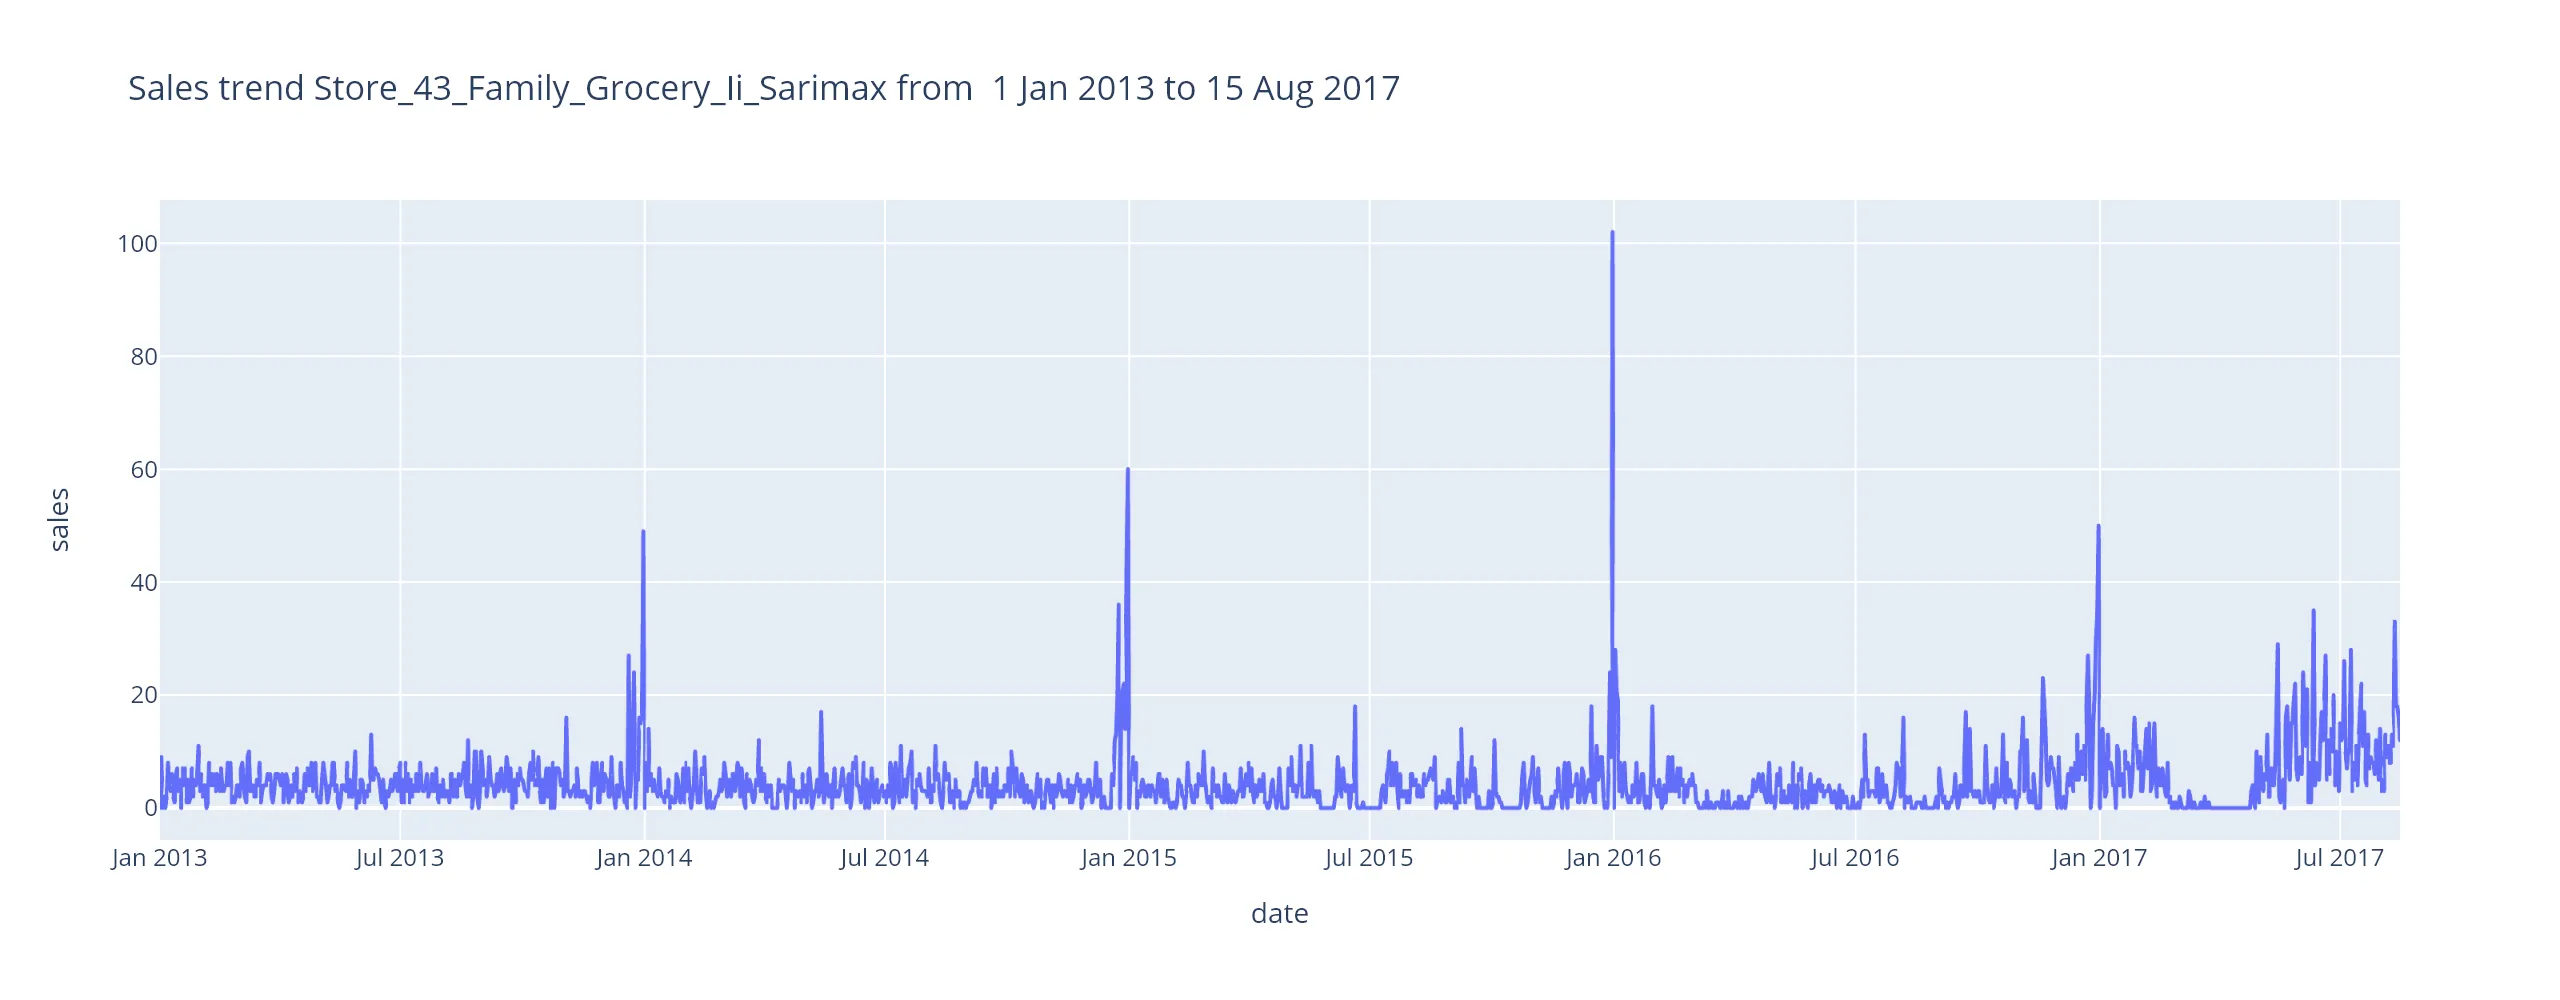 Sales trend Store_43_Family_Grocery_Ii_Sarimax from  1 Jan 2013 to 15 Aug 2017
100
80
60
40
20
0
sales
Jan 2013 Jul 2013 Jan 2014 Jul 2014 Jan 2015 Jul 2015 Jan 2016 Jul 2016 Jan 2017 Jul 2017
date